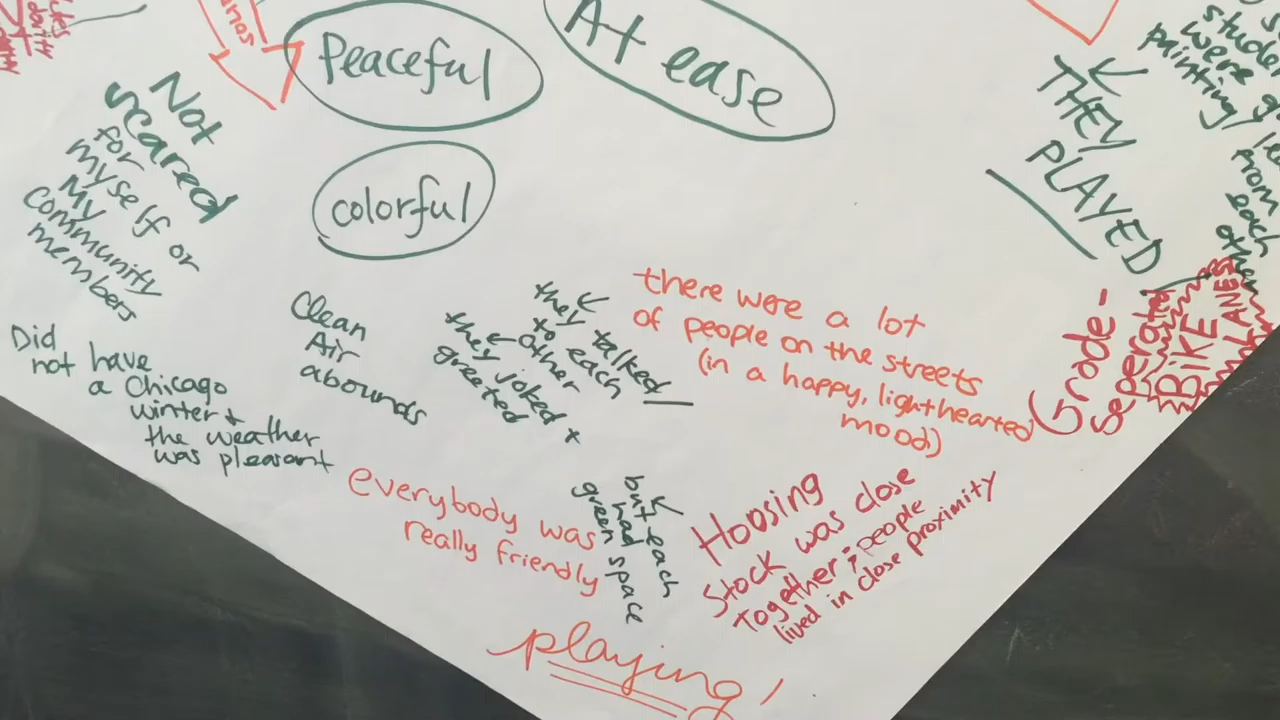 Peaceful
At ease
colorful
Not
scared
for
myself or
My
community
members
THEY
PLAYED
were
painting/
from
each
other
Did
not have
a Chicago
winter +
the weather
was pleasant
Clean
Air
abounds
they talked
to each
other
they joked +
greeted
there were a lot
of people on the streets
(in a happy, lighthearted
mood)
Grade-
Seperated
BIKE
LANES
everybody was
really friendly
but each
had
green space
Hoosing
Stock was close
together; people
lived in close proximity
playing!